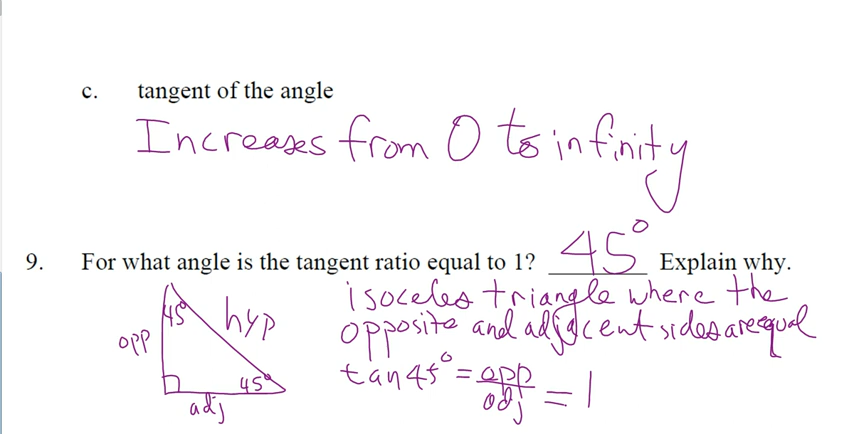 c. tangent of the angle
Increases from 0 to infinity
9. For what angle is the tangent ratio equal to 1? 45° Explain why.
isoceles triangle where the
opposite and adjacent sides are equal
45° hyp
opp
tan 45° = opp/adj = 1
45°
adj